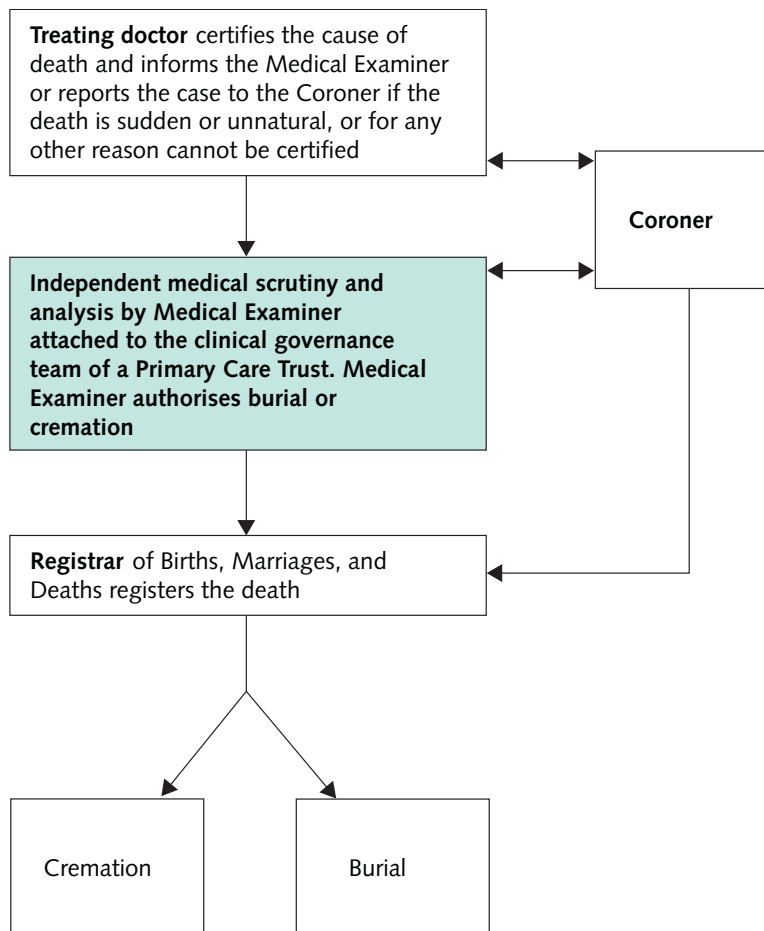 Treating doctor certifies the cause of
death and informs the Medical Examiner
or reports the case to the Coroner if the
death is sudden or unnatural, or for any
other reason cannot be certified
Coroner
Independent medical scrutiny and
analysis by Medical Examiner
attached to the clinical governance
team of a Primary Care Trust. Medical
Examiner authorises burial or
cremation
Registrar of Births, Marriages, and
Deaths registers the death
Cremation
Burial